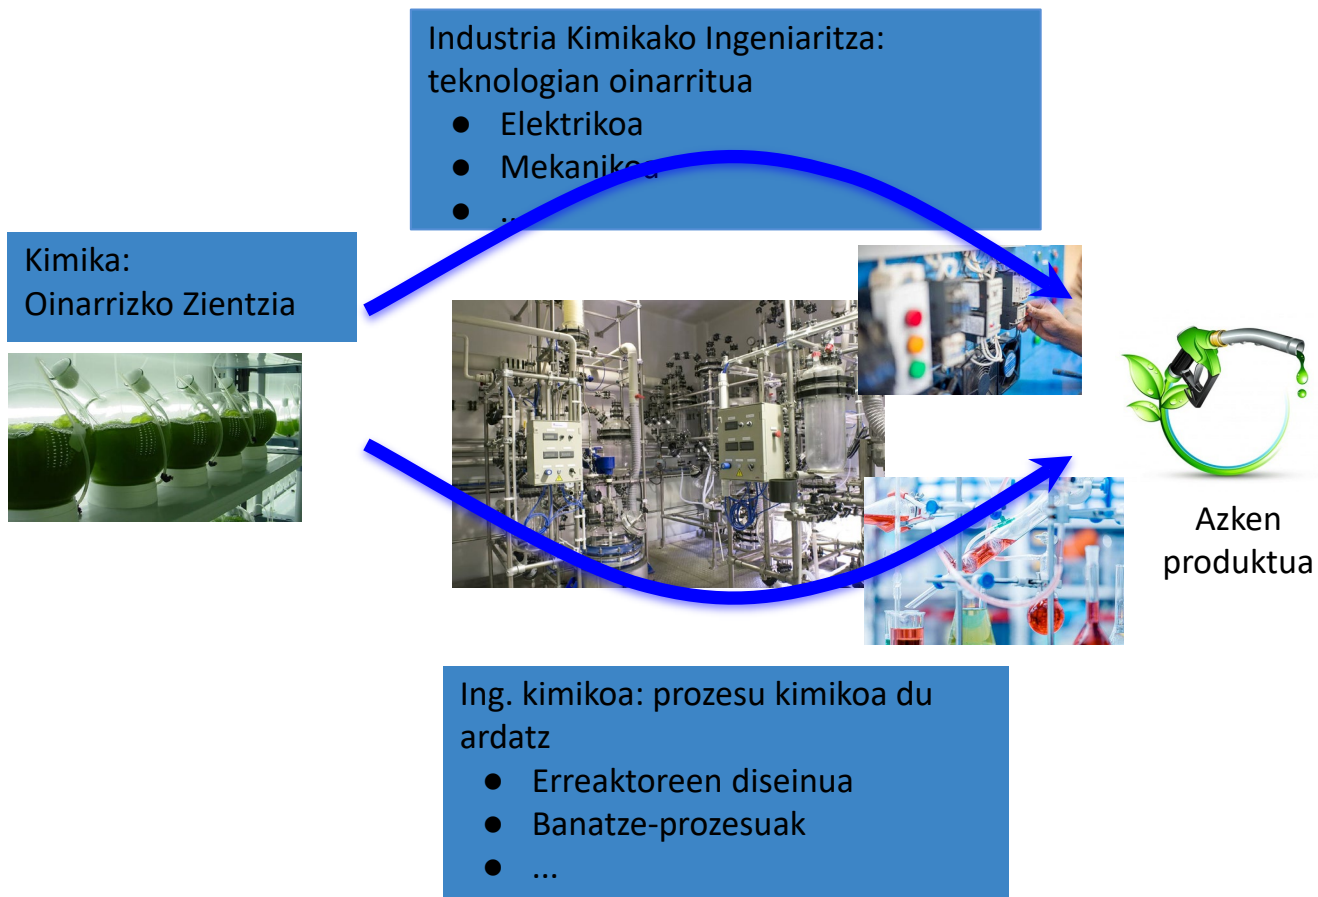 Industria Kimikako Ingeniaritza:
teknologian oinarritua
● Elektrikoa
● Mekanikoa
● ...
Kimika:
Oinarrizko Zientzia
Azken
produktua
Ing. kimikoa: prozesu kimikoa du
ardatz
● Erreaktoreen diseinua
● Banatze-prozesuak
● ...